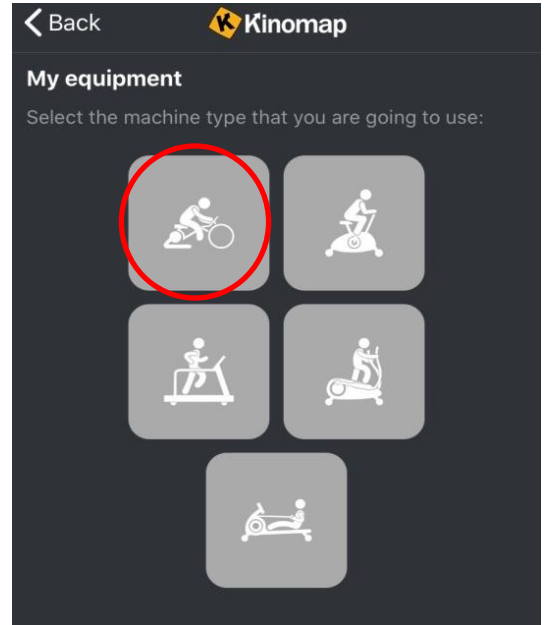 Back
Kinomap
My equipment
Select the machine type that you are going to use: